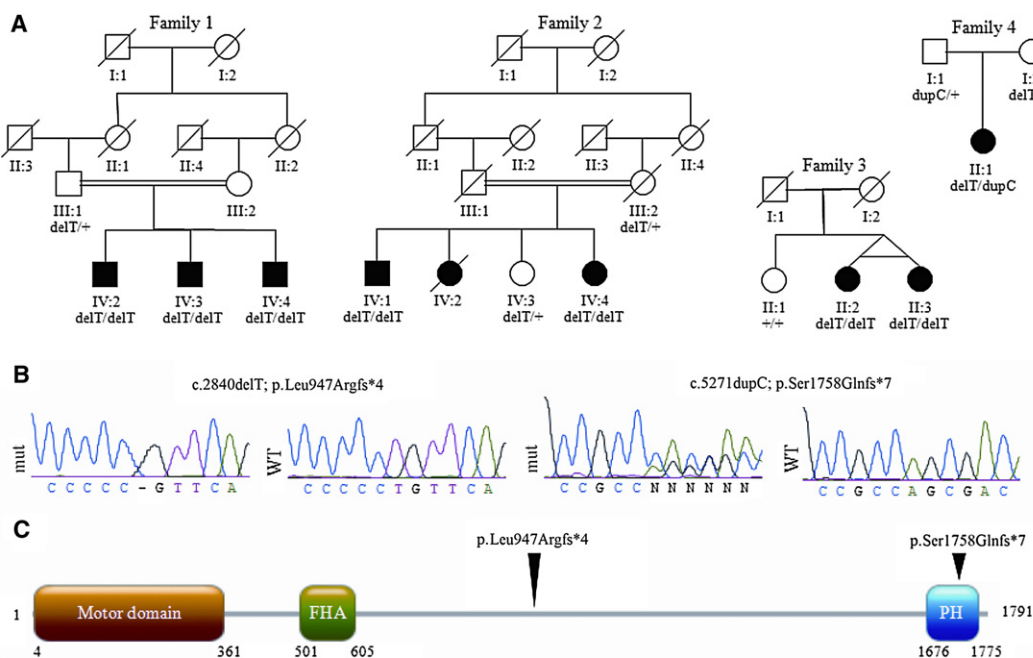 A
Family 1
Family 2
Family 4
I:1
I:2
I:1
I:2
I:1
dupC/+
delT
II:3
II:1
II:4
II:2
II:1
II:2
II:3
II:4
II:1
delT/dupC
Family 3
III:1
delT/+
III:2
III:1
III:2
delT/+
I:1
I:2
IV:2
delT/delT
IV:3
delT/delT
IV:4
delT/delT
IV:1
delT/delT
IV:2
IV:3
delT/+
IV:4
delT/delT
II:1
+/+
II:2
delT/delT
II:3
delT/delT
B
c.2840delT; p.Leu947Argfs*4
c.5271dupC; p.Ser1758Glnfs*7
mut
C C C C C - G T T C A
WT
C C C C C T G T T C A
mut
C C G C C N N N N N N
WT
C C G C C A G C G A C
C
p.Leu947Argfs*4
p.Ser1758Glnfs*7
1
Motor domain
FHA
PH
1791
4
361
501
605
1676
1775